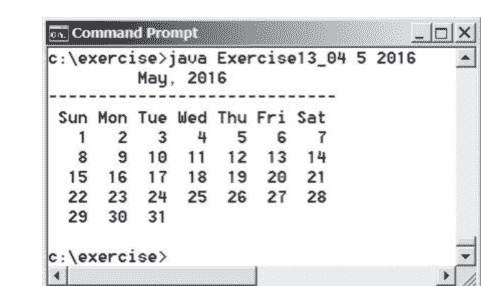 Command Prompt
c:\exercise>java Exercise13_04 5 2016
May, 2016
-----------------------------
Sun Mon Tue Wed Thu Fri Sat
1 2 3 4 5 6 7
8 9 10 11 12 13 14
15 16 17 18 19 20 21
22 23 24 25 26 27 28
29 30 31
c:\exercise>